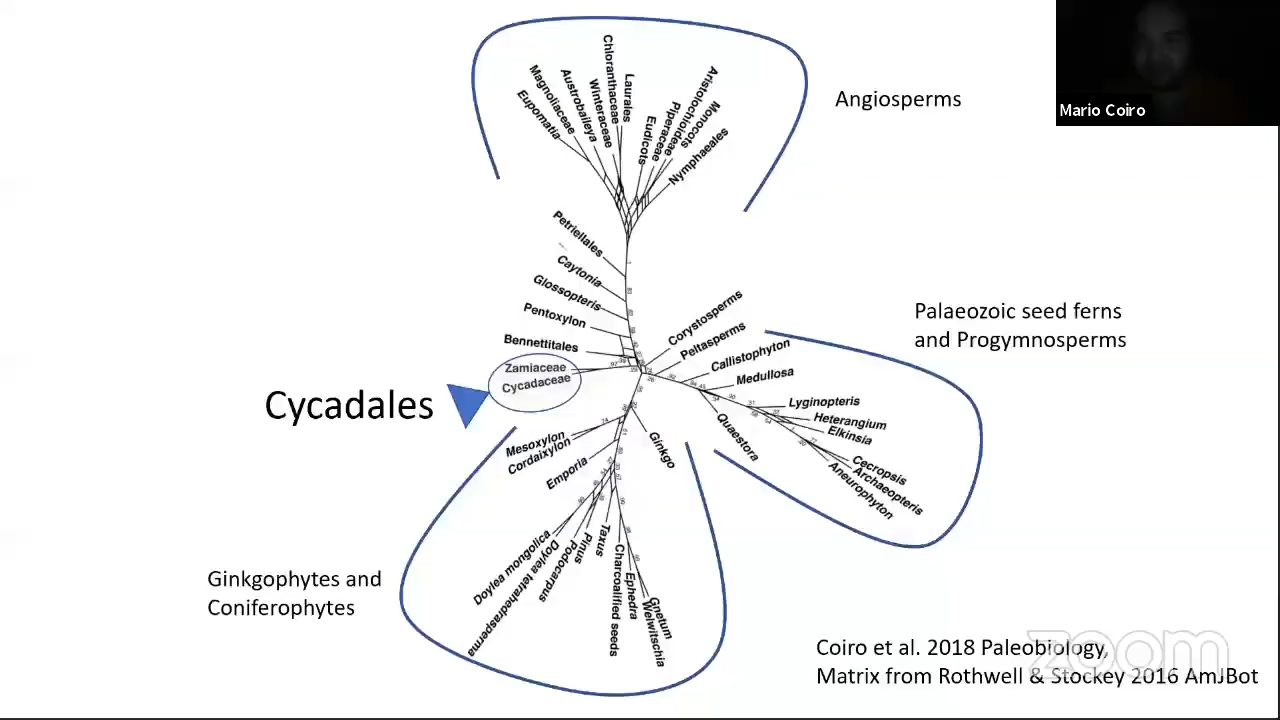 Mario Coiro
Angiosperms
Chloranthaceae
Laurales
Magnoliaceae
Austrobaileya
Winteraceae
Eupomatia
Aristolochioideae
Monocots
Piperaceae
Eudicots
Nymphaeales
Petriellales
Caytonia
Glossopteris
Pentoxylon
Bennettitales
Zamiaceae
Cycadaceae
Cycadales
Corystosperms
Peltasperms
Callistophyton
Medullosa
Lyginopteris
Heterangium
Elkinsia
Quaestora
Cecropsis
Archaeopteris
Aneurophyton
Palaeozoic seed ferns
and Progymnosperms
Mesoxylon
Cordaixylon
Emporia
Ginkgo
Doylea mongolica
Doylea tetrahedrasperma
Podocarpus
Pinus
Taxus
Charcoalified seeds
Ephedra
Gnetum
Welwitschia
Ginkgophytes and
Coniferophytes
Coiro et al. 2018 Paleobiology,
Matrix from Rothwell & Stockey 2016 AmJBot
zoom